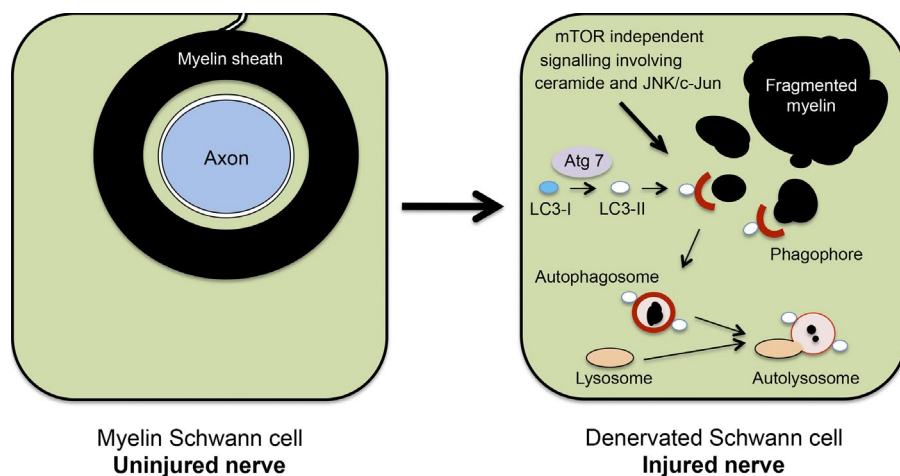 Myelin sheath
Axon
mTOR independent
signalling involving
ceramide and JNK/c-Jun
Fragmented
myelin
Atg 7
LC3-I
LC3-II
Phagophore
Autophagosome
Lysosome
Autolysosome
Myelin Schwann cell
Uninjured nerve
Denervated Schwann cell
Injured nerve